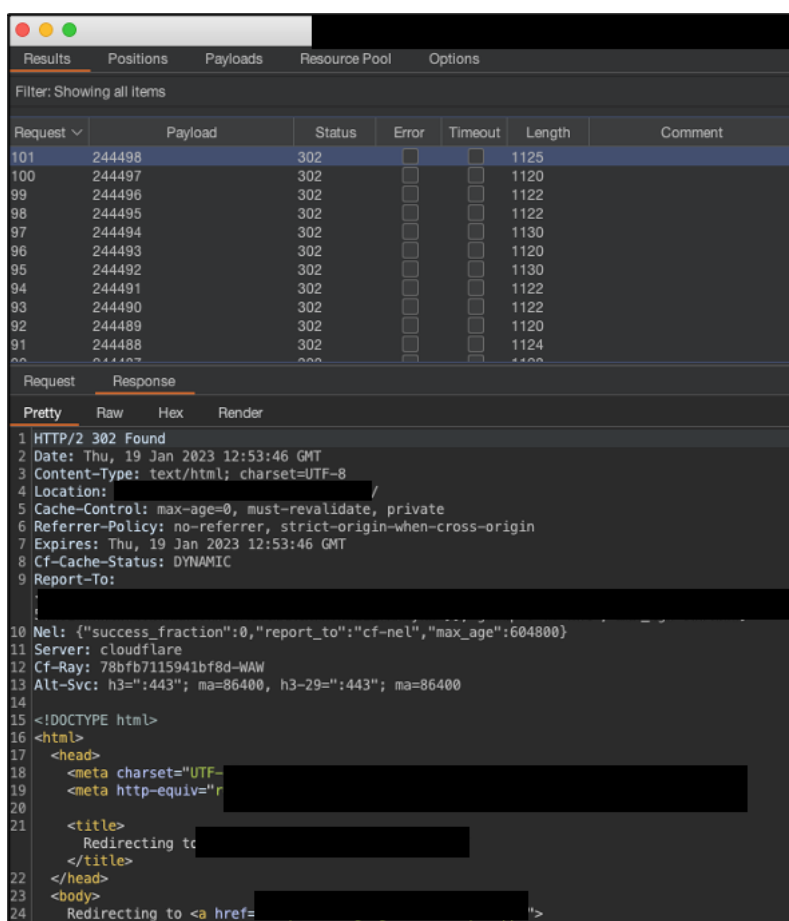 Results Positions Payloads Resource Pool Options
Filter: Showing all items
Request Payload Status Error Timeout Length Comment
101 244498 302 1125
100 244497 302 1120
99 244496 302 1122
98 244495 302 1122
97 244494 302 1130
96 244493 302 1120
95 244492 302 1130
94 244491 302 1122
93 244490 302 1122
92 244489 302 1120
91 244488 302 1124
Request Response
Pretty Raw Hex Render
1 HTTP/2 302 Found
2 Date: Thu, 19 Jan 2023 12:53:46 GMT
3 Content-Type: text/html; charset=UTF-8
4 Location: /
5 Cache-Control: max-age=0, must-revalidate, private
6 Referrer-Policy: no-referrer, strict-origin-when-cross-origin
7 Expires: Thu, 19 Jan 2023 12:53:46 GMT
8 Cf-Cache-Status: DYNAMIC
9 Report-To:
10 Nel: {"success_fraction":0,"report_to":"cf-nel","max_age":604800}
11 Server: cloudflare
12 Cf-Ray: 78bfb7115941bf8d-WAW
13 Alt-Svc: h3=":443"; ma=86400, h3-29=":443"; ma=86400
14
15 <!DOCTYPE html>
16 <html>
17 <head>
18 <meta charset="UTF-
19 <meta http-equiv="r
20
21 <title>
Redirecting to
</title>
22 </head>
23 <body>
24 Redirecting to <a href= ">